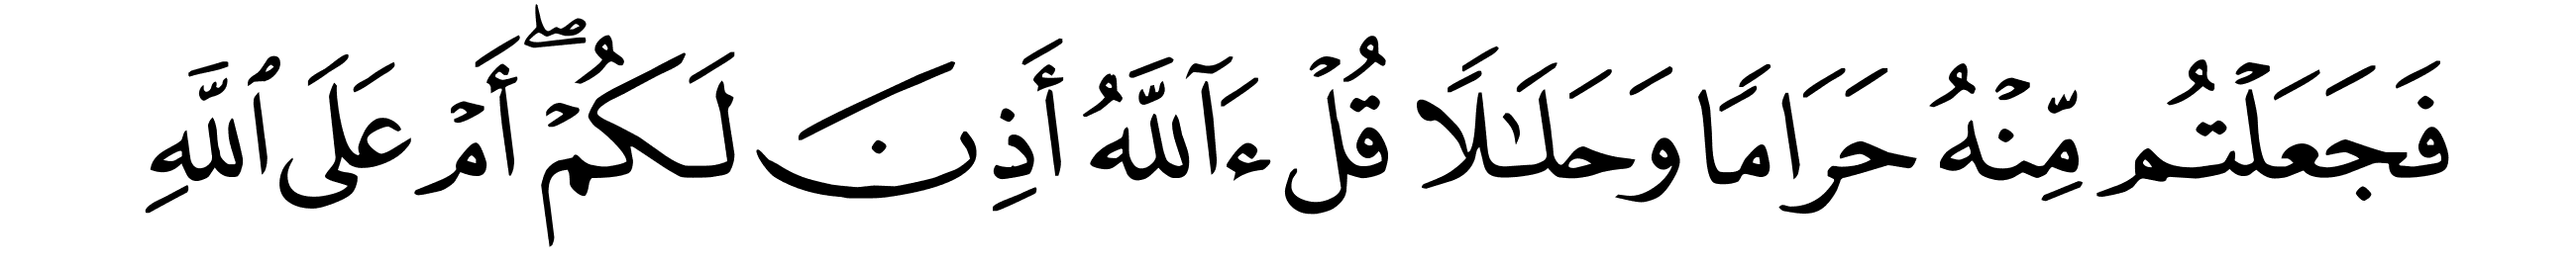 فَجَعَلْتُم مِّنْهُ حَرَامًا وَحَلَٰلًا قُلْ ءَآللَّهُ أَذِنَ لَكُمْ ۖ أَمْ عَلَى ٱللَّهِ